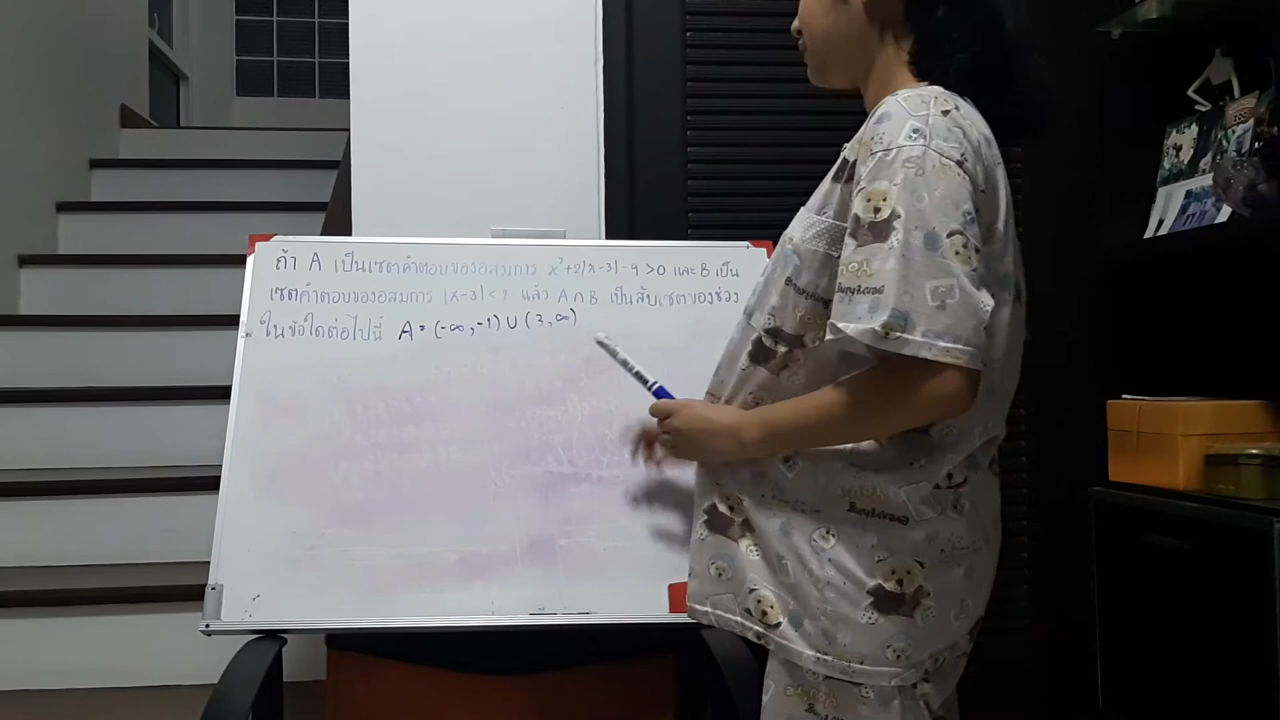 ถ้า A เป็นเซตคำตอบของอสมการ x²+2|x-3|-9 >0 และ B เป็น
เซตคำตอบของอสมการ |x-3|<9 แล้ว A ∩ B เป็นสับเซตของช่วง
ในข้อใดต่อไปนี้ A = (-∞,-1) ∪ (3,∞)